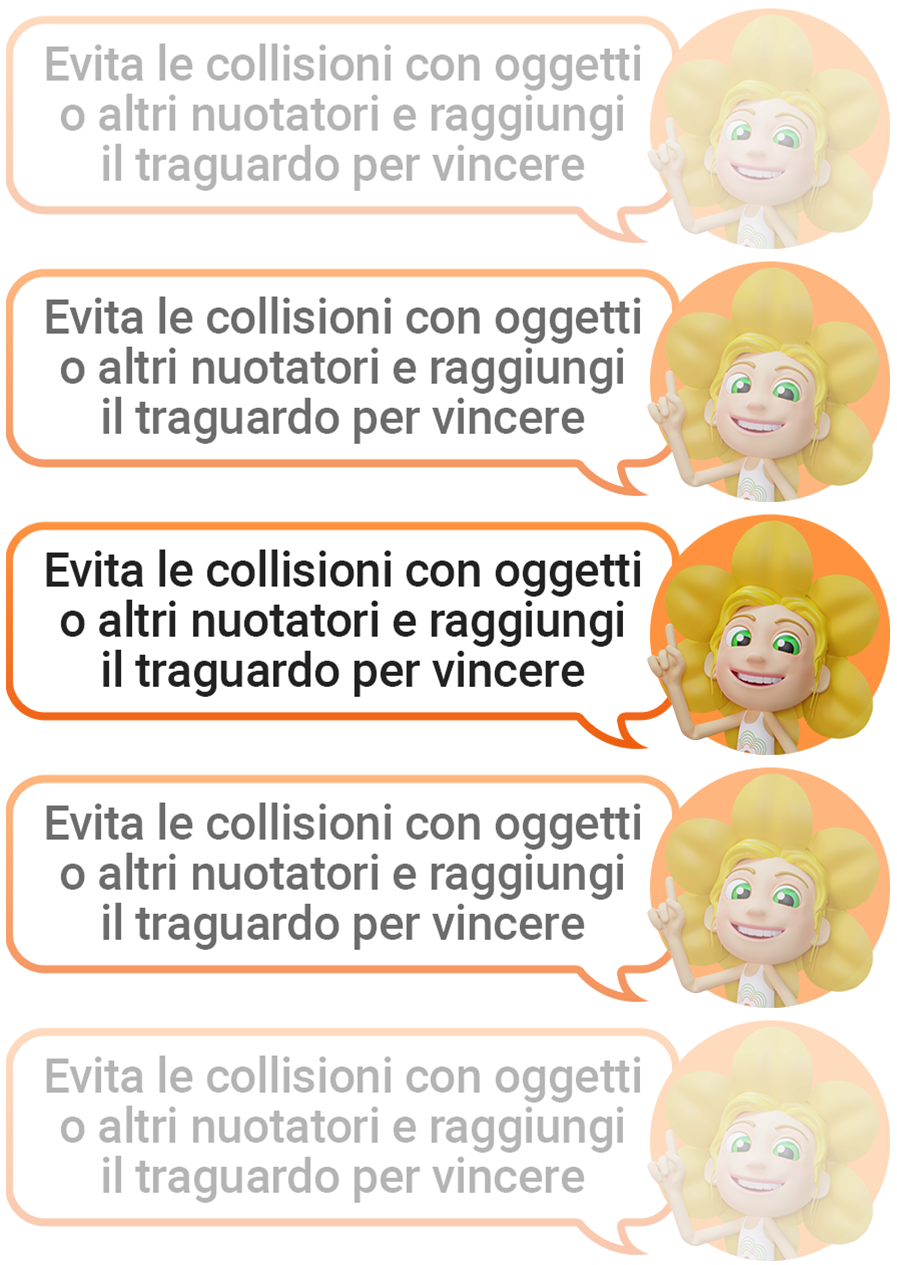 Evita le collisioni con oggetti
o altri nuotatori e raggiungi
il traguardo per vincere
Evita le collisioni con oggetti
o altri nuotatori e raggiungi
il traguardo per vincere
Evita le collisioni con oggetti
o altri nuotatori e raggiungi
il traguardo per vincere
Evita le collisioni con oggetti
o altri nuotatori e raggiungi
il traguardo per vincere
Evita le collisioni con oggetti
o altri nuotatori e raggiungi
il traguardo per vincere